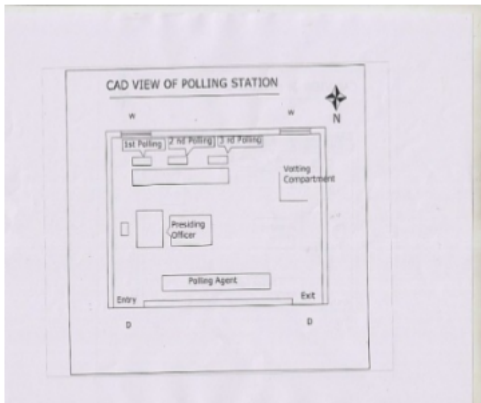 CAD VIEW OF POLLING STATION
N
W
W
1st Polling
2 nd Polling
3 rd Polling
Votting
Compartment
Presiding
Officer
Polling Agent
Entry
Exit
D
D